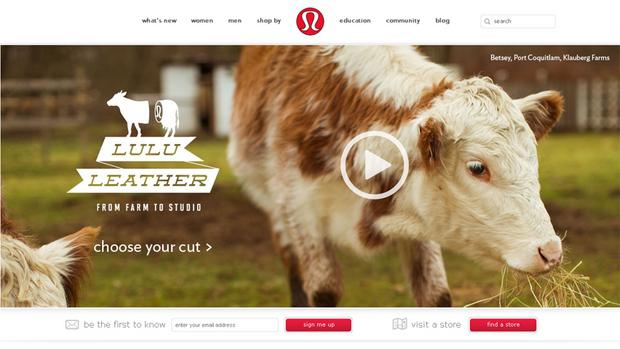 what's new women men shop by education community blog search
Betsey, Port Coquitlam, Klauberg Farms
LULU
LEATHER
FROM FARM TO STUDIO
choose your cut >
be the first to know enter your email address sign me up visit a store find a store